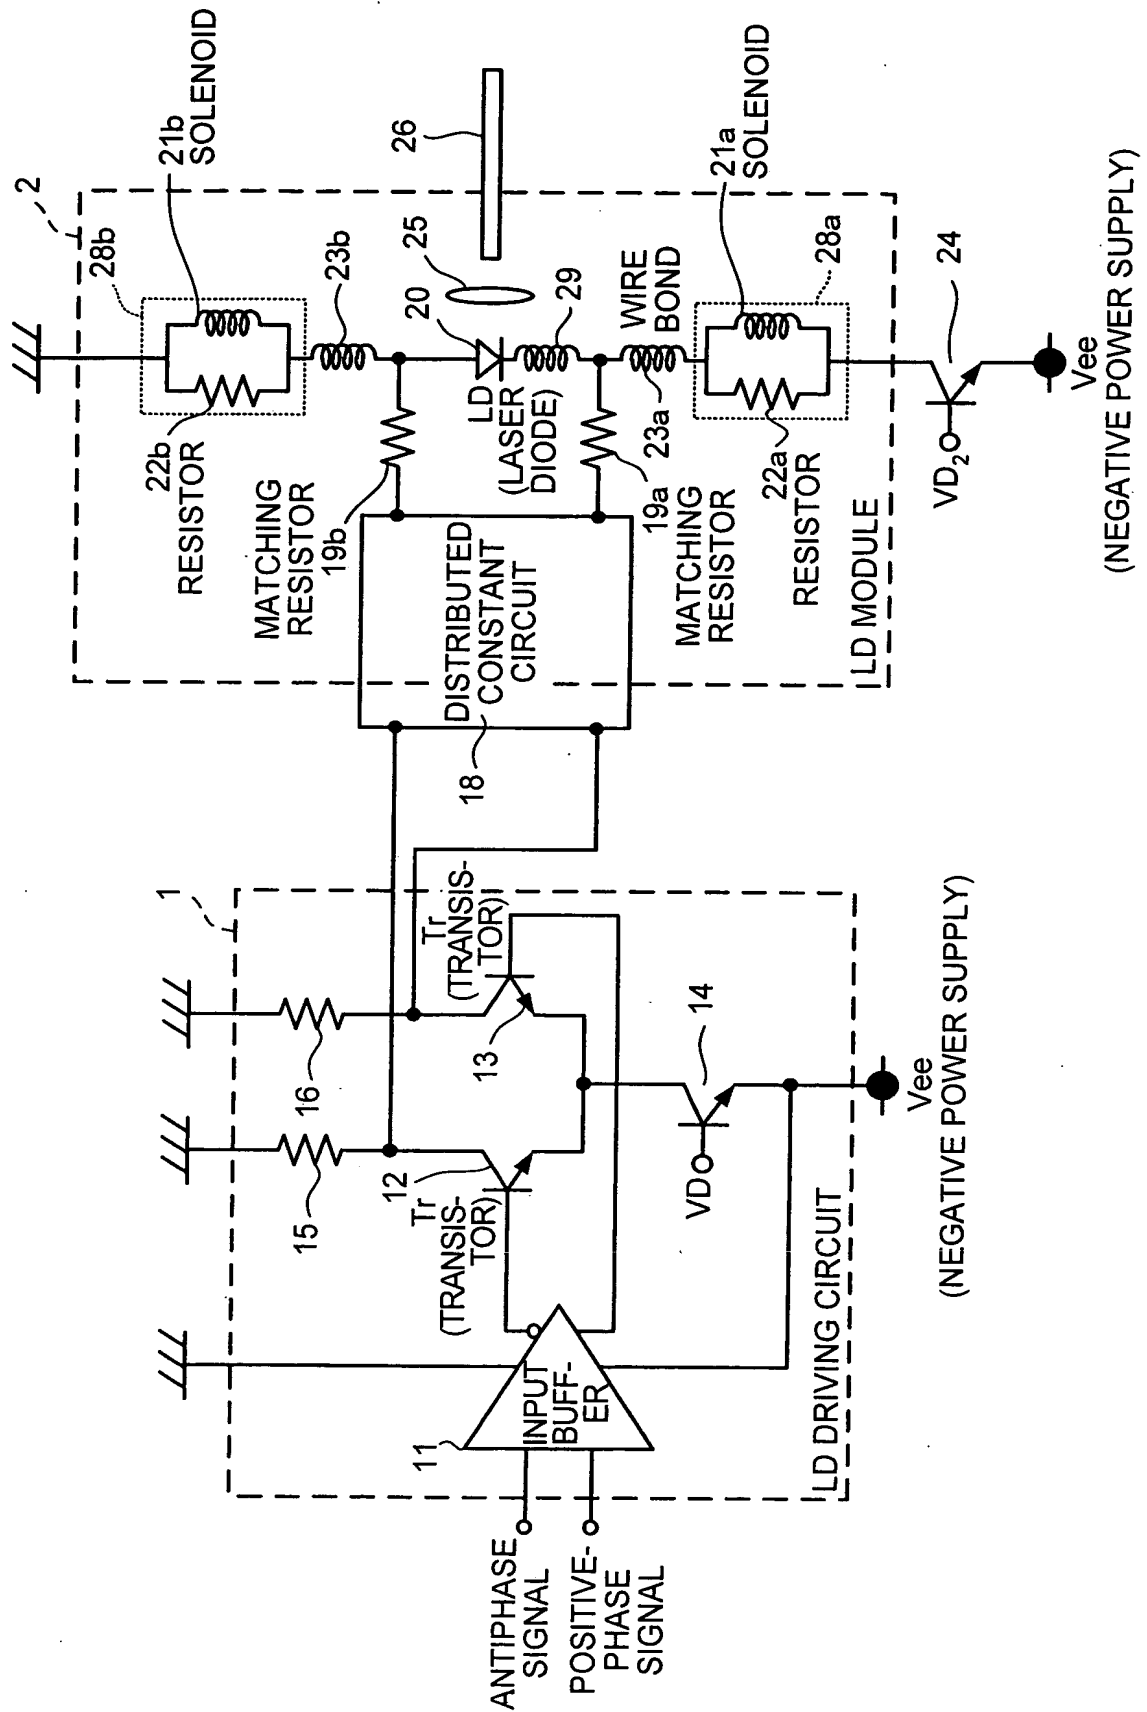 2
28b
21b
SOLENOID
22b
RESISTOR
23b
MATCHING
RESISTOR
19b
20
25
26
LD
(LASER
DIODE)
29
WIRE
BOND
23a
19a
MATCHING
RESISTOR
21a
SOLENOID
28a
22a
RESISTOR
LD MODULE
24
VD2
Vee
(NEGATIVE POWER SUPPLY)
DISTRIBUTED
CONSTANT
CIRCUIT
18
1
16
15
Tr
(TRANSIS-
TOR)
13
12
Tr
(TRANSIS-
TOR)
14
VD
11
INPUT
BUFF-
ER
LD DRIVING CIRCUIT
Vee
(NEGATIVE POWER SUPPLY)
ANTIPHASE
SIGNAL
POSITIVE-
PHASE
SIGNAL